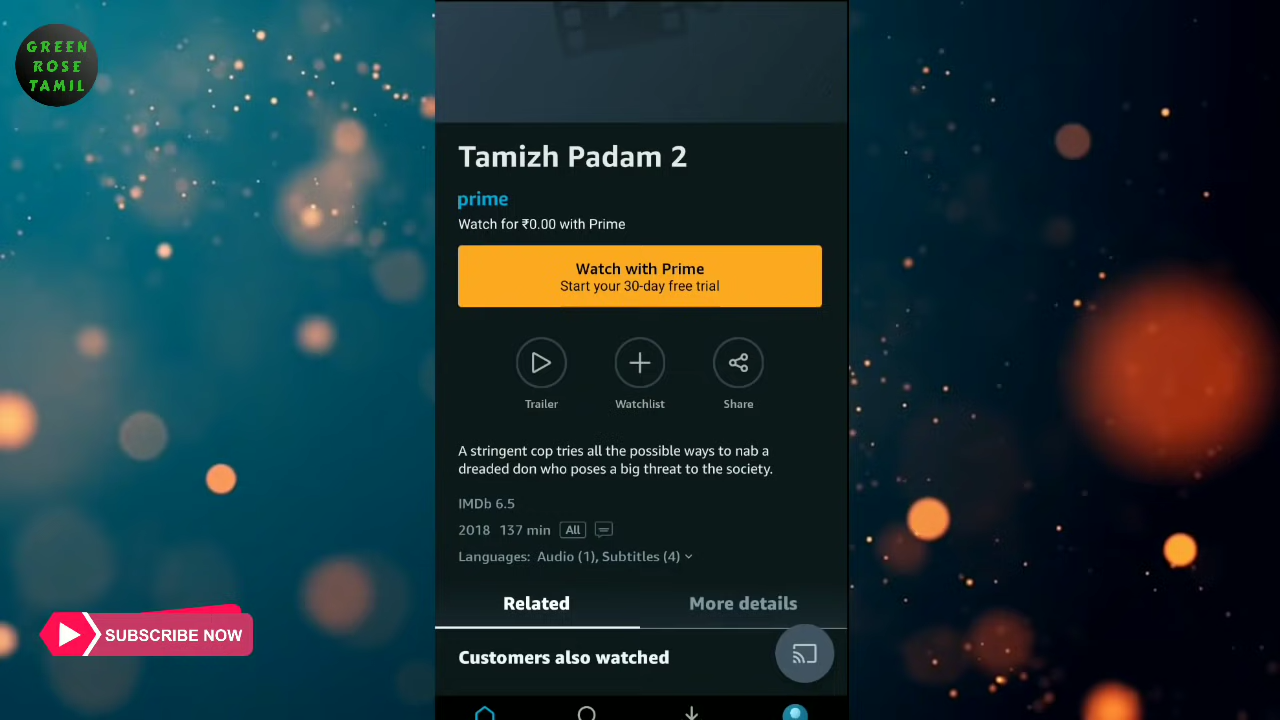 GREEN
ROSE
TAMIL
Tamizh Padam 2
prime
Watch for ₹0.00 with Prime
Watch with Prime
Start your 30-day free trial
Trailer
Watchlist
Share
A stringent cop tries all the possible ways to nab a
dreaded don who poses a big threat to the society.
IMDb 6.5
2018 137 min All
Languages: Audio (1), Subtitles (4)
Related
More details
Customers also watched
SUBSCRIBE NOW